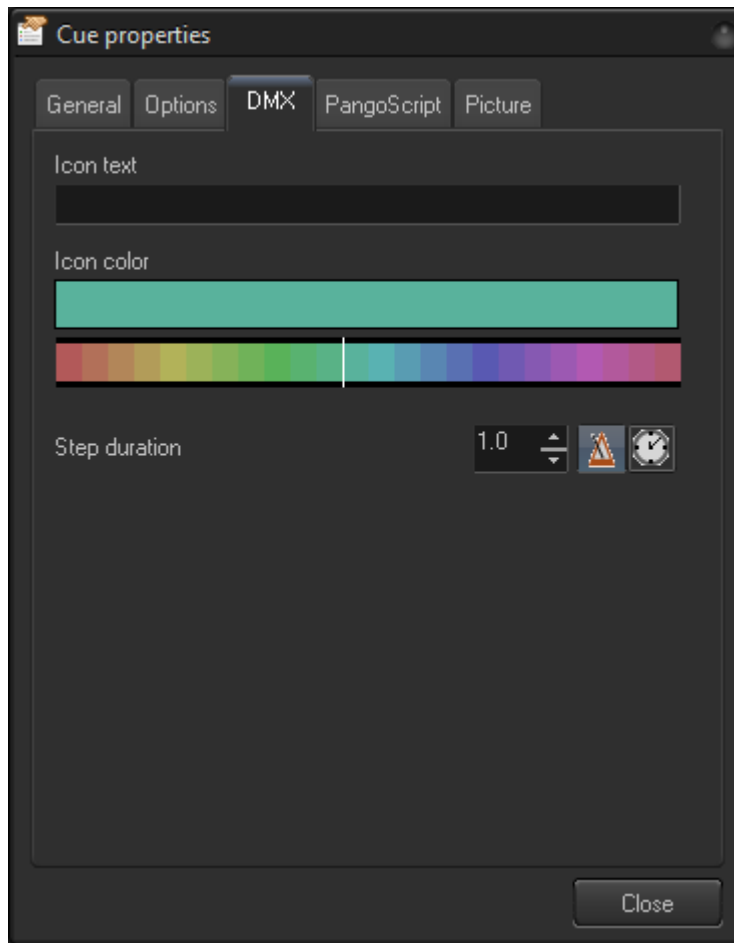 Cue properties
General Options DMX PangoScript Picture
Icon text
Icon color
Step duration 1.0
Close